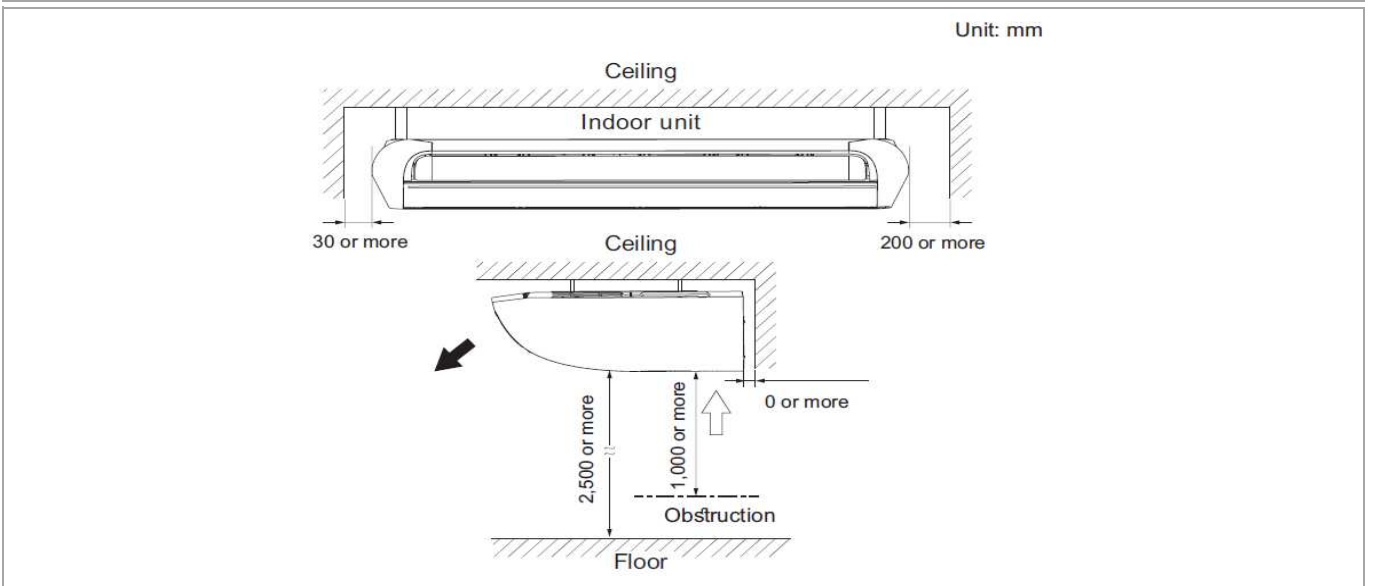 Unit: mm
Ceiling
Indoor unit
30 or more
Ceiling
200 or more
0 or more
2,500 or more
1,000 or more
Obstruction
Floor